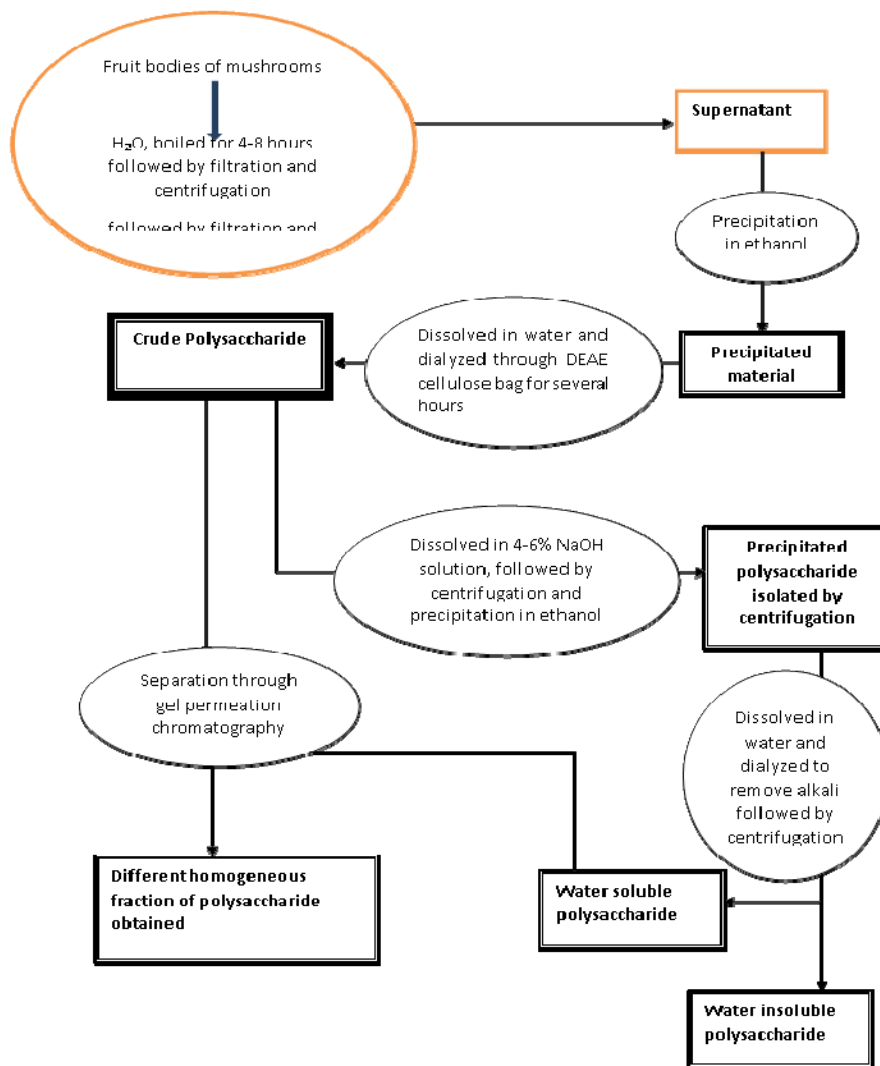 Fruit bodies of mushrooms
H₂O, boiled for 4-8 hours
followed by filtration and
centrifugation
followed by filtration and
Supernatant
Precipitation
in ethanol
Precipitated
material
Dissolved in water and
dialyzed through DEAE
cellulose bag for several
hours
Crude Polysaccharide
Dissolved in 4-6% NaOH
solution, followed by
centrifugation and
precipitation in ethanol
Precipitated
polysaccharide
isolated by
centrifugation
Separation through
gel permeation
chromatography
Dissolved in
water and
dialyzed to
remove alkali
followed by
centrifugation
Different homogeneous
fraction of polysaccharide
obtained
Water soluble
polysaccharide
Water insoluble
polysaccharide